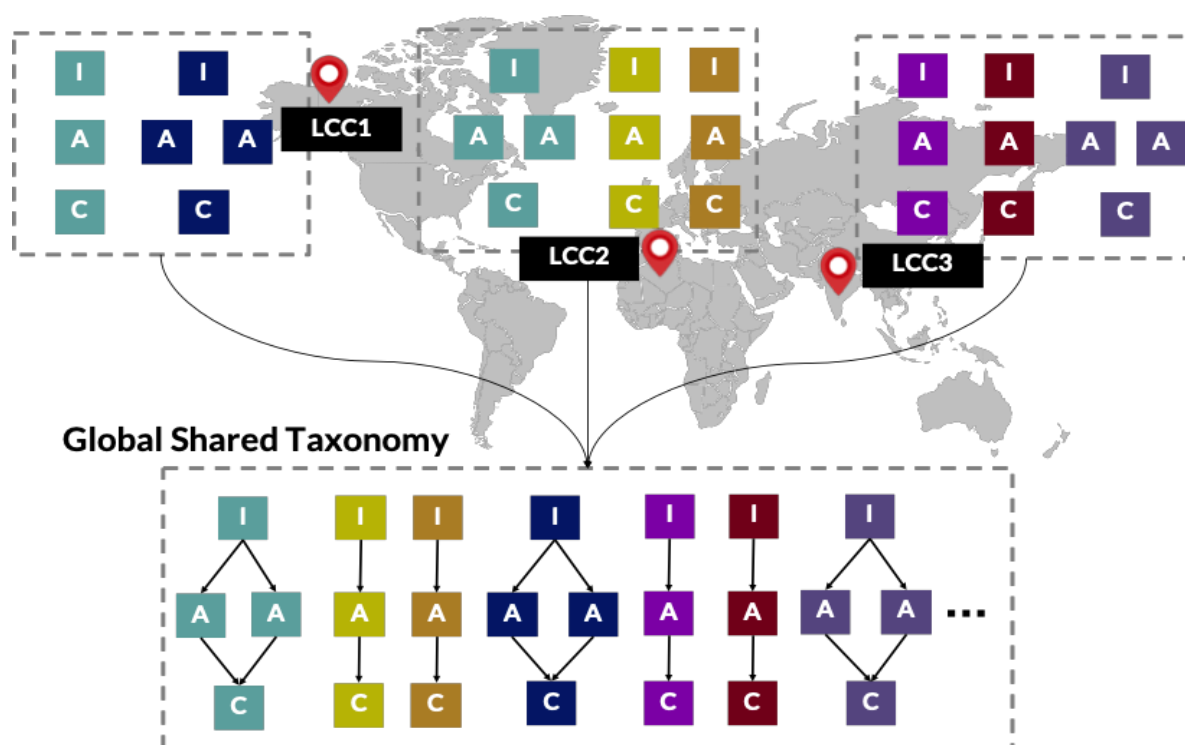 I I I I I I I I
A A A A A A A A A A A
C C C C C C C C
LCC1
LCC2
LCC3
Global Shared Taxonomy
I I I I I I I
A A A A A A A A A A ...
C C C C C C C